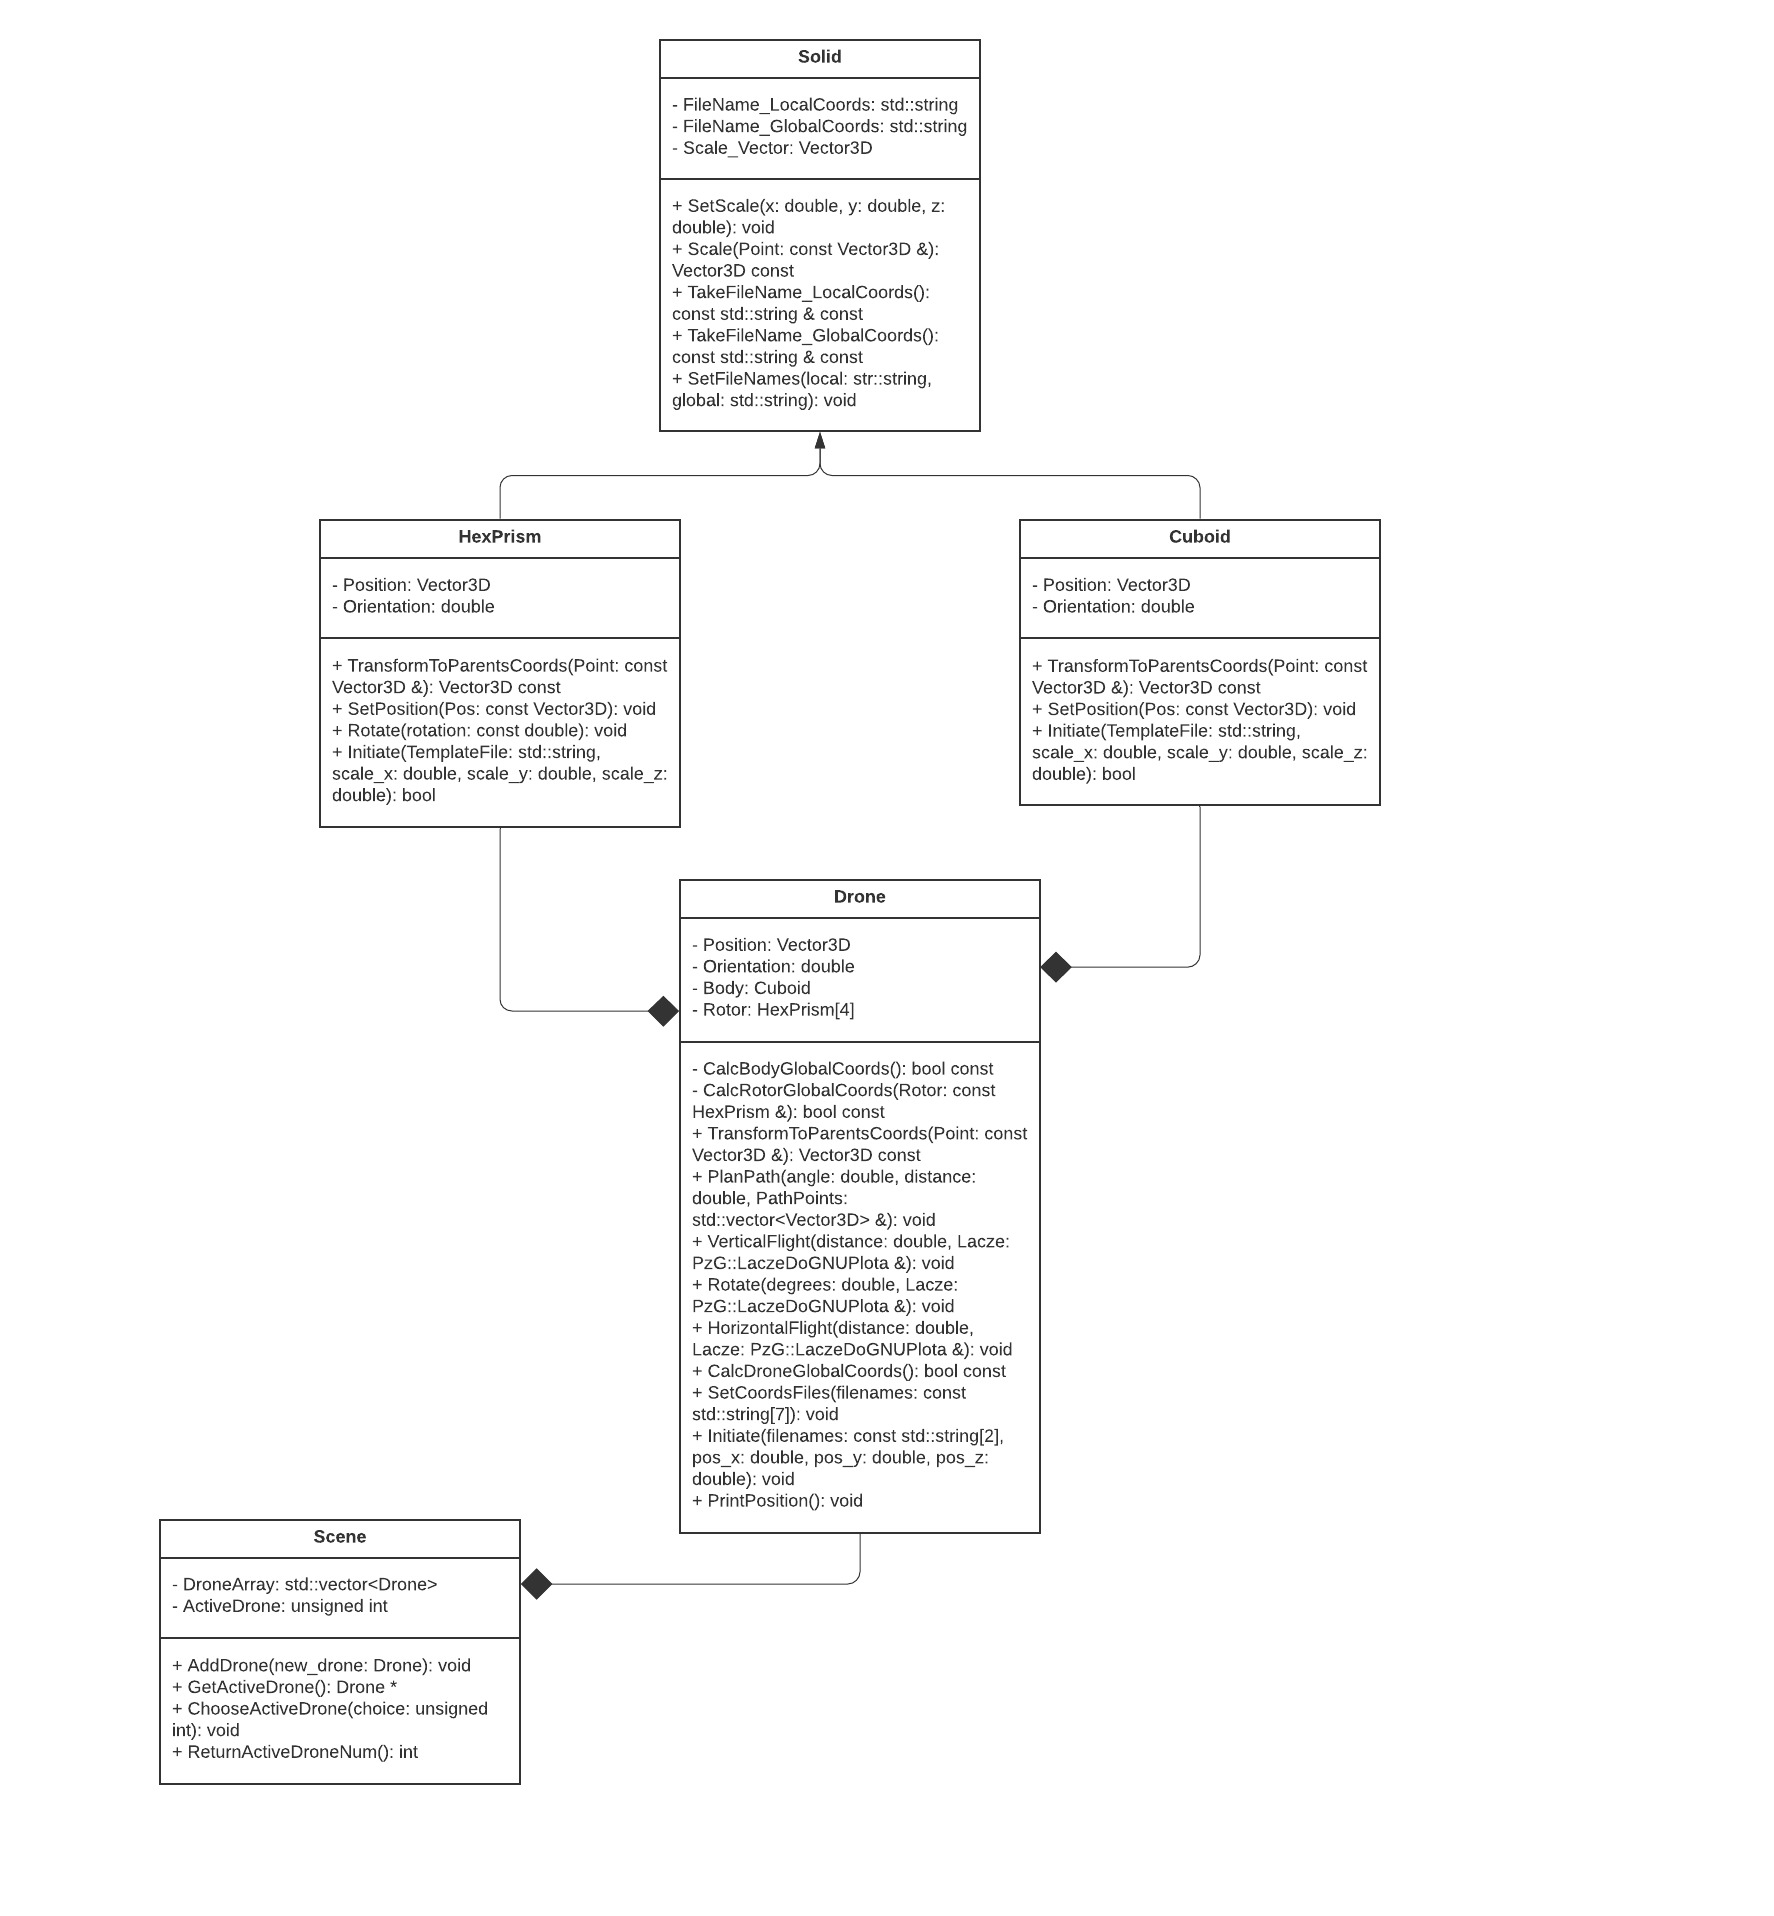 Solid
- FileName_LocalCoords: std::string
- FileName_GlobalCoords: std::string
- Scale_Vector: Vector3D
+ SetScale(x: double, y: double, z:
double): void
+ Scale(Point: const Vector3D &):
Vector3D const
+ TakeFileName_LocalCoords():
const std::string & const
+ TakeFileName_GlobalCoords():
const std::string & const
+ SetFileNames(local: str::string,
global: std::string): void
HexPrism
- Position: Vector3D
- Orientation: double
+ TransformToParentsCoords(Point: const
Vector3D &): Vector3D const
+ SetPosition(Pos: const Vector3D): void
+ Rotate(rotation: const double): void
+ Initiate(TemplateFile: std::string,
scale_x: double, scale_y: double, scale_z:
double): bool
Cuboid
- Position: Vector3D
- Orientation: double
+ TransformToParentsCoords(Point: const
Vector3D &): Vector3D const
+ SetPosition(Pos: const Vector3D): void
+ Initiate(TemplateFile: std::string,
scale_x: double, scale_y: double, scale_z:
double): bool
Drone
- Position: Vector3D
- Orientation: double
- Body: Cuboid
- Rotor: HexPrism[4]
- CalcBodyGlobalCoords(): bool const
- CalcRotorGlobalCoords(Rotor: const
HexPrism &): bool const
+ TransformToParentsCoords(Point: const
Vector3D &): Vector3D const
+ PlanPath(angle: double, distance:
double, PathPoints:
std::vector<Vector3D> &): void
+ VerticalFlight(distance: double, Lacze:
PzG::LaczeDoGNUPlota &): void
+ Rotate(degrees: double, Lacze:
PzG::LaczeDoGNUPlota &): void
+ HorizontalFlight(distance: double,
Lacze: PzG::LaczeDoGNUPlota &): void
+ CalcDroneGlobalCoords(): bool const
+ SetCoordsFiles(filenames: const
std::string[7]): void
+ Initiate(filenames: const std::string[2],
pos_x: double, pos_y: double, pos_z:
double): void
+ PrintPosition(): void
Scene
- DroneArray: std::vector<Drone>
- ActiveDrone: unsigned int
+ AddDrone(new_drone: Drone): void
+ GetActiveDrone(): Drone *
+ ChooseActiveDrone(choice: unsigned
int): void
+ ReturnActiveDroneNum(): int